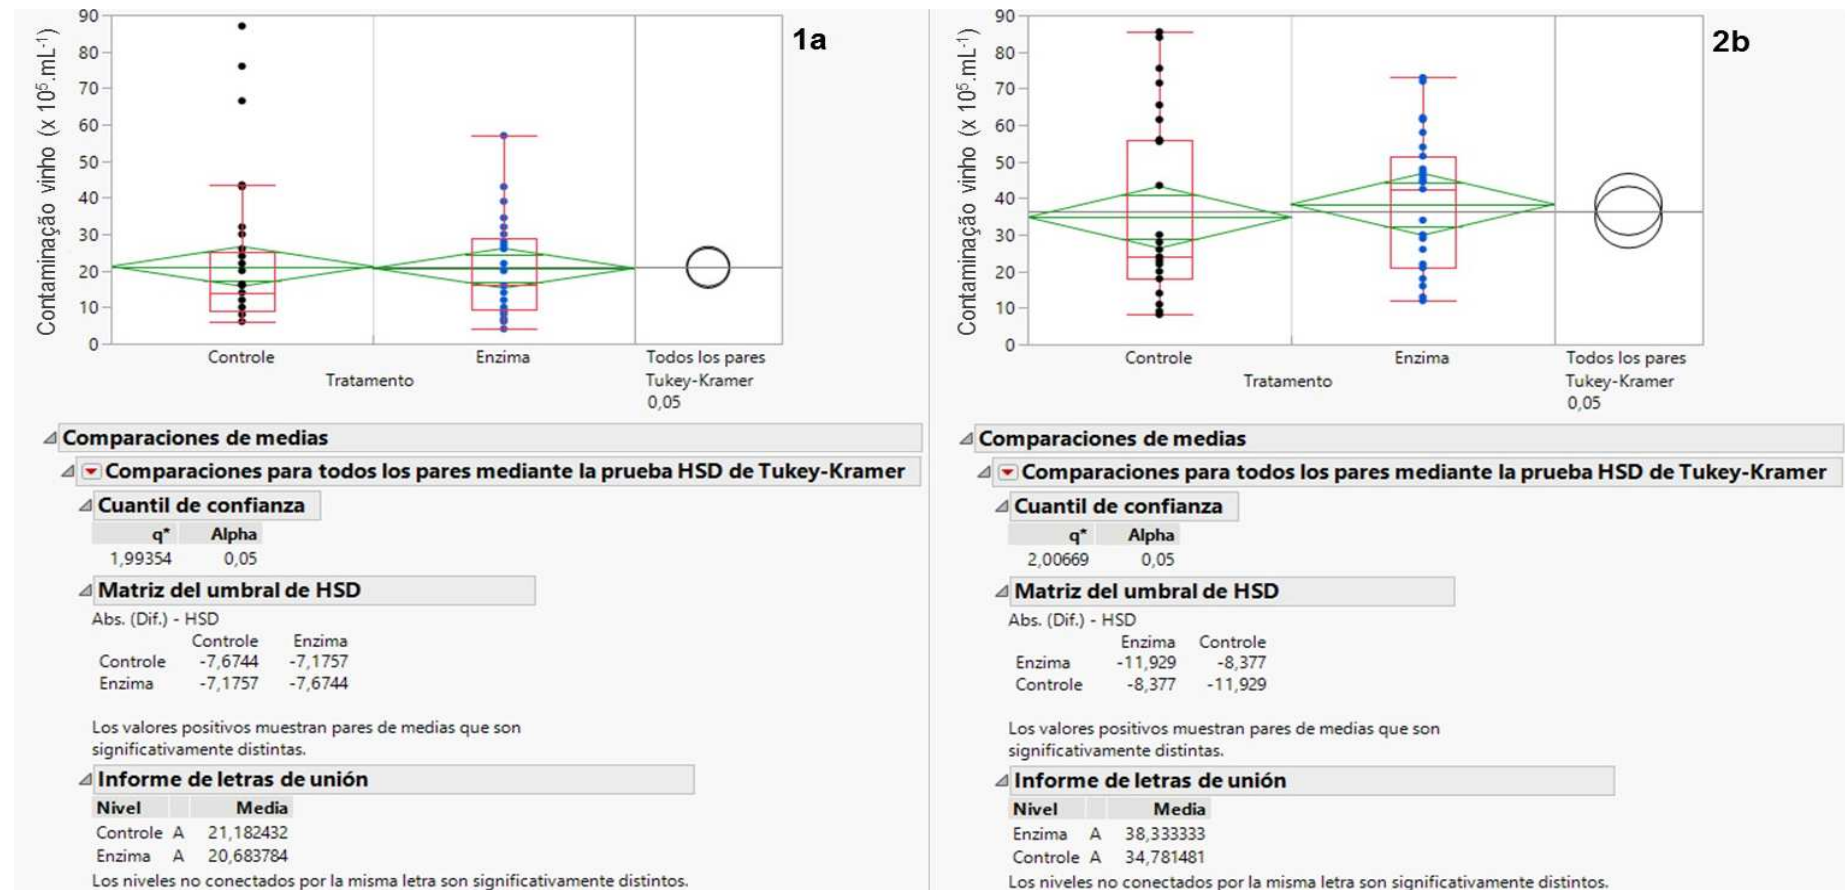 1a
Contaminação vinho (x 10⁵.mL⁻¹)
90
80
70
60
50
40
30
20
10
0
Controle
Enzima
Todos los pares
Tratamento
Tukey-Kramer
0,05
Comparaciones de medias
Comparaciones para todos los pares mediante la prueba HSD de Tukey-Kramer
Cuantil de confianza
q* Alpha
1,99354 0,05
Matriz del umbral de HSD
Abs. (Dif.) - HSD
Controle Enzima
Controle -7,6744 -7,1757
Enzima -7,1757 -7,6744
Los valores positivos muestran pares de medias que son
significativamente distintas.
Informe de letras de unión
Nivel Media
Controle A 21,182432
Enzima A 20,683784
Los niveles no conectados por la misma letra son significativamente distintos.
2b
Contaminação vinho (x 10⁵.mL⁻¹)
90
80
70
60
50
40
30
20
10
0
Controle
Enzima
Todos los pares
Tratamento
Tukey-Kramer
0,05
Comparaciones de medias
Comparaciones para todos los pares mediante la prueba HSD de Tukey-Kramer
Cuantil de confianza
q* Alpha
2,00669 0,05
Matriz del umbral de HSD
Abs. (Dif.) - HSD
Enzima Controle
Enzima -11,929 -8,377
Controle -8,377 -11,929
Los valores positivos muestran pares de medias que son
significativamente distintas.
Informe de letras de unión
Nivel Media
Enzima A 38,333333
Controle A 34,781481
Los niveles no conectados por la misma letra son significativamente distintos.